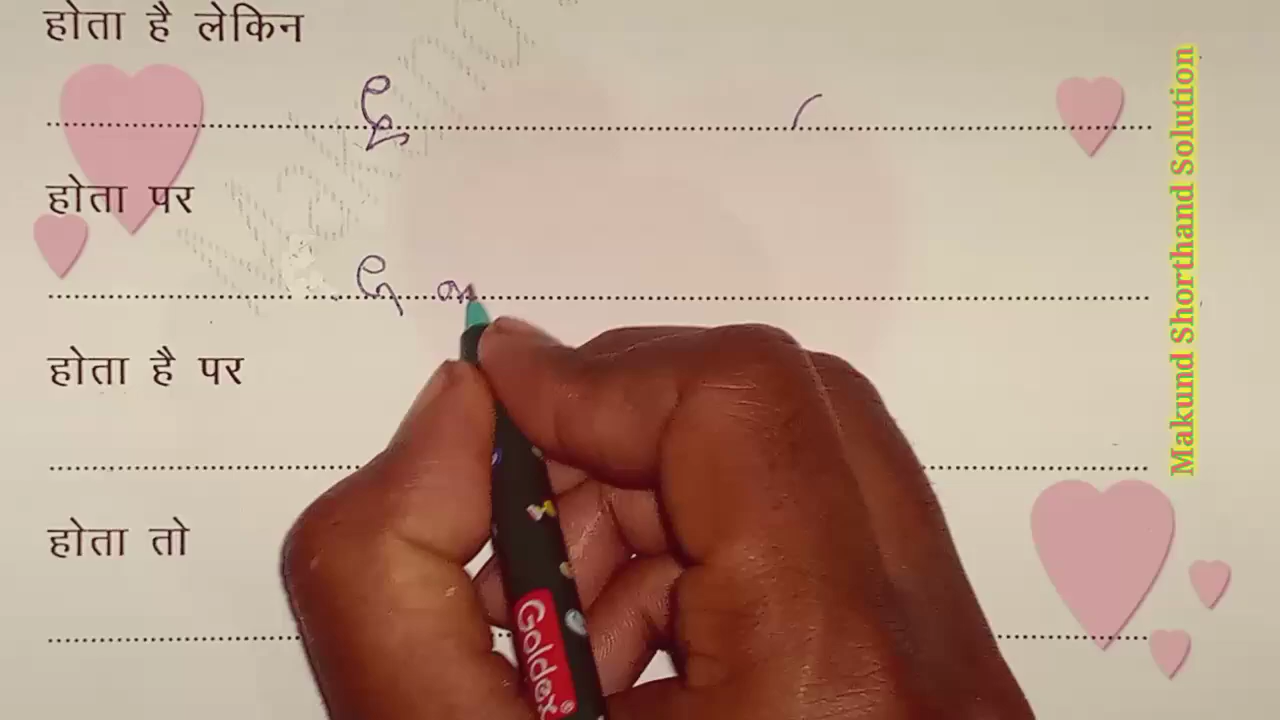 होता है लेकिन
होता पर
होता है पर
होता तो
Goldex®
Makund Shorthand Solution